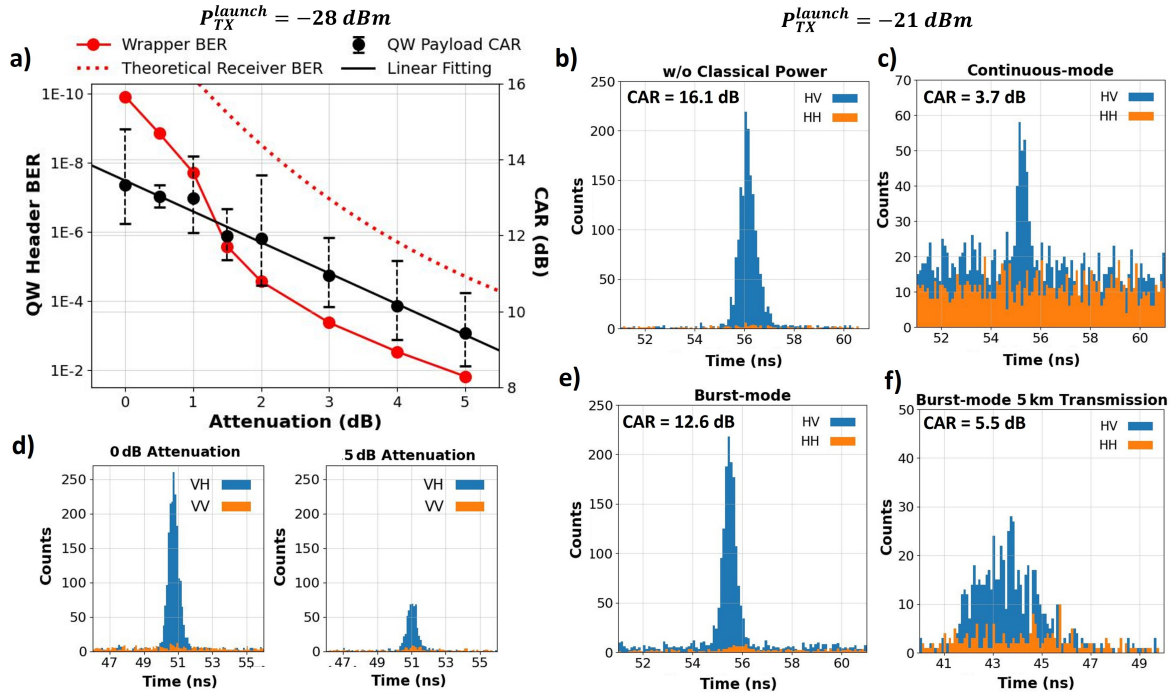 P_TX^launch = −28 dBm
P_TX^launch = −21 dBm
a)
Wrapper BER
QW Payload CAR
Theoretical Receiver BER
Linear Fitting
1E-10
1E-8
1E-6
1E-4
1E-2
QW Header BER
16
14
12
10
8
CAR (dB)
0 1 2 3 4 5
Attenuation (dB)
b)
w/o Classical Power
CAR = 16.1 dB
HV
HH
250
200
150
100
50
0
Counts
52 54 56 58 60
Time (ns)
c)
Continuous-mode
CAR = 3.7 dB
HV
HH
70
60
50
40
30
20
10
0
Counts
52 54 56 58 60
Time (ns)
d)
0 dB Attenuation
VH
VV
250
200
150
100
50
0
Counts
47 49 51 53 55
Time (ns)
5 dB Attenuation
VH
VV
250
200
150
100
50
0
Counts
47 49 51 53 55
Time (ns)
e)
Burst-mode
CAR = 12.6 dB
HV
HH
250
200
150
100
50
0
Counts
52 54 56 58 60
Time (ns)
f)
Burst-mode 5 km Transmission
CAR = 5.5 dB
HV
HH
50
40
30
20
10
0
Counts
41 43 45 47 49
Time (ns)